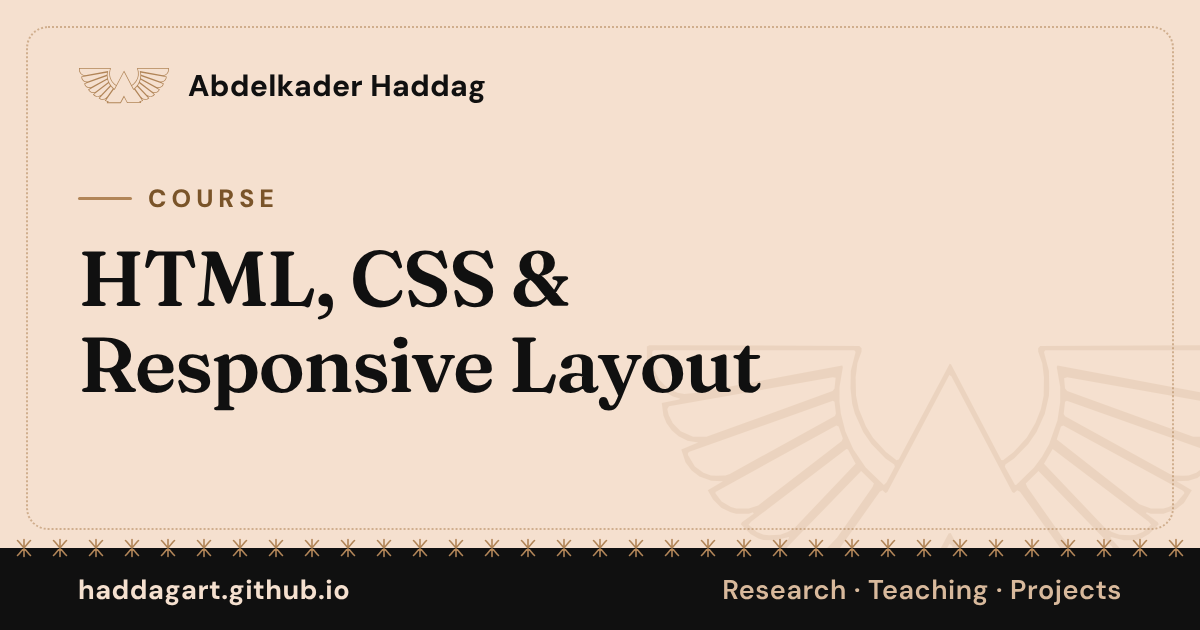 Abdelkader Haddag
COURSE
HTML, CSS &
Responsive Layout
haddagart.github.io
Research · Teaching · Projects